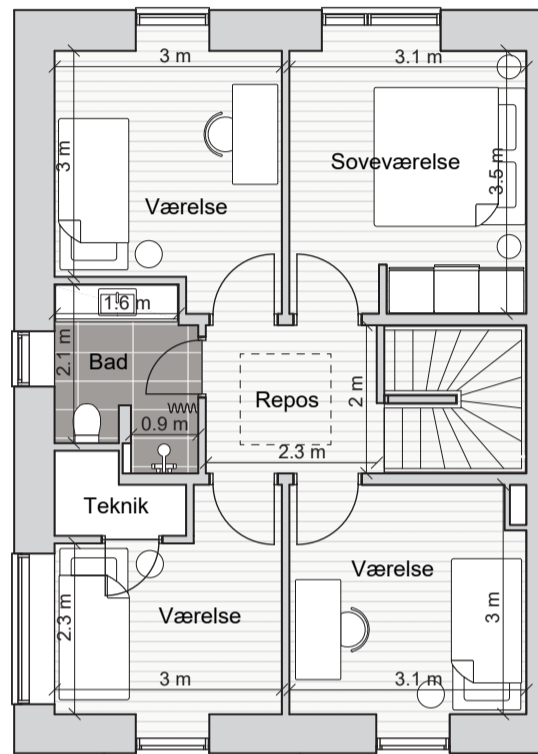 3 m
3.1 m
3 m
Soveværelse
3.5 m
Værelse
1.6 m
2.1 m
Bad
Repos
2 m
0.9 m
2.3 m
Teknik
Værelse
2.3 m
Værelse
3 m
3 m
3.1 m